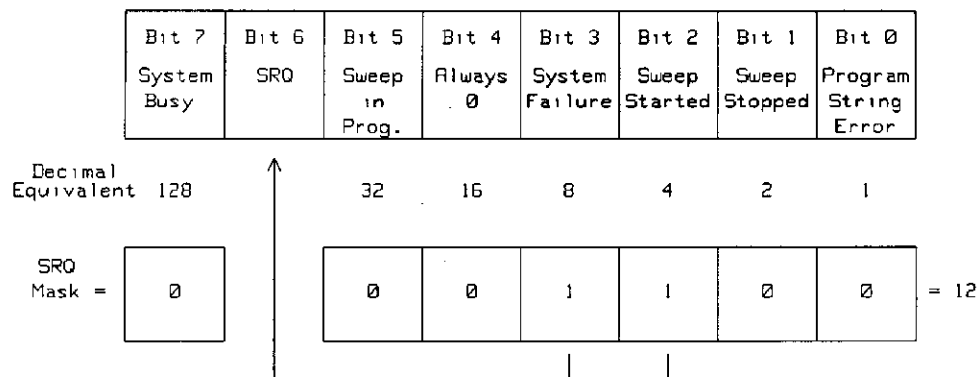 Bit 7 Bit 6 Bit 5 Bit 4 Bit 3 Bit 2 Bit 1 Bit 0
System SRQ Sweep Always System Sweep Sweep Program
Busy in 0 Failure Started Stopped String
Prog. Error
Decimal
Equivalent 128 32 16 8 4 2 1
SRQ
Mask = 0 0 0 1 1 0 0 = 12